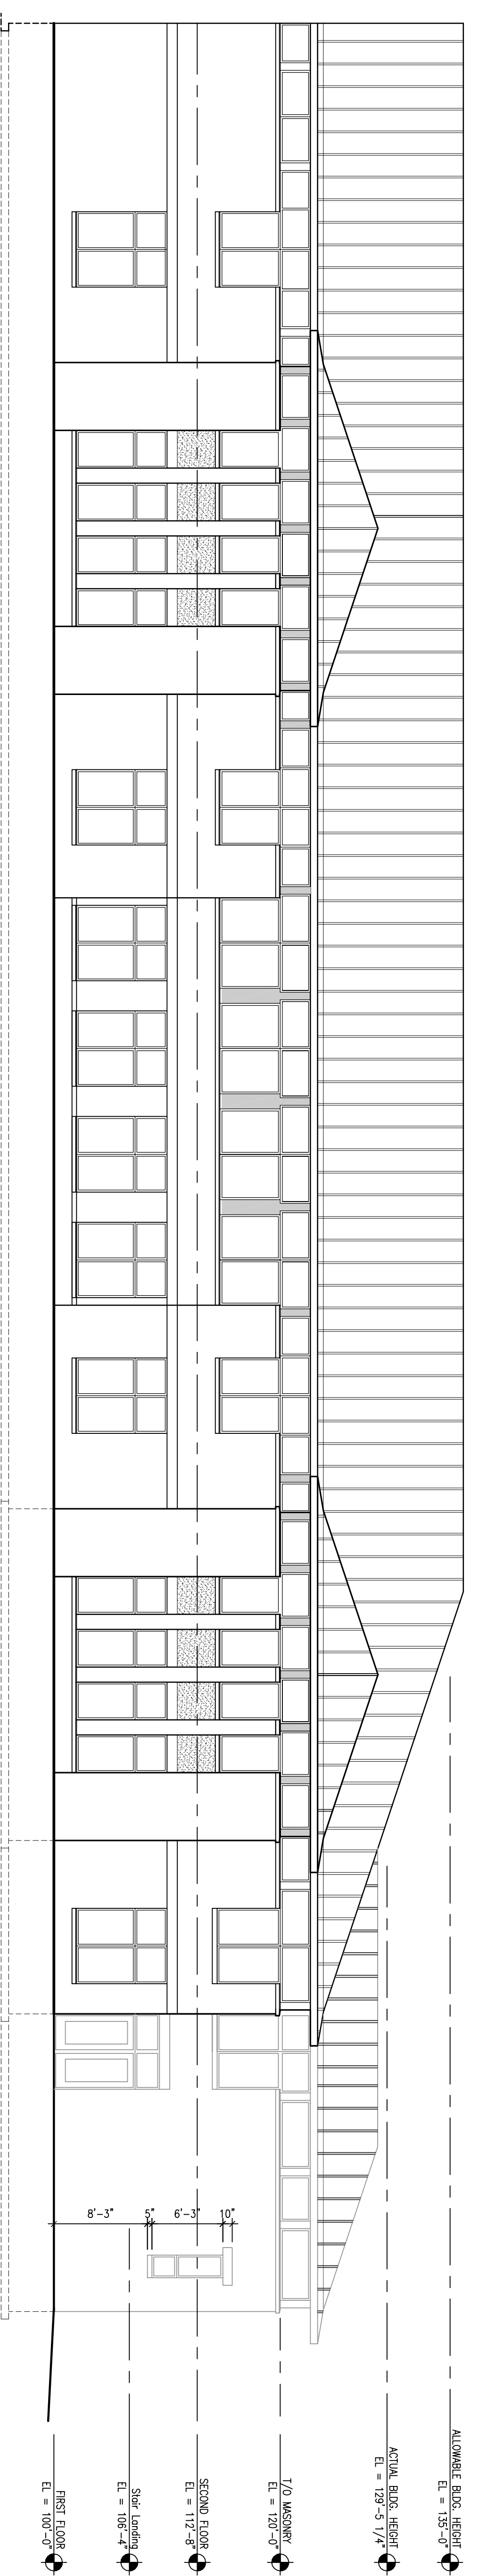 ALLOWABLE BLDG. HEIGHT
EL = 135'-0"
ACTUAL BLDG. HEIGHT
EL = 129'-5 1/4"
T/O MASONRY
EL = 120'-0"
SECOND FLOOR
EL = 112'-8"
Stair Landing
EL = 106'-4"
FIRST FLOOR
EL = 100'-0"
8'-3"
5"
6'-3"
10"